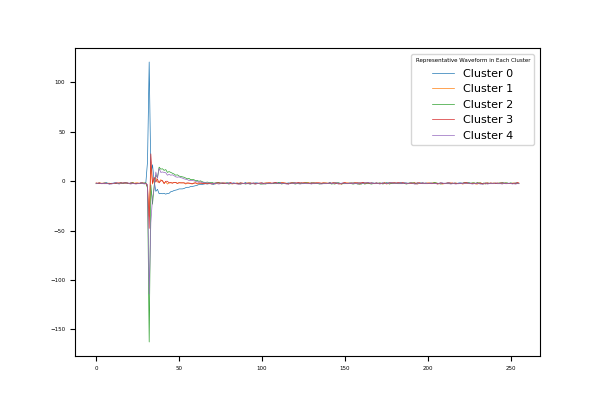 Representative Waveform in Each Cluster
Cluster 0
Cluster 1
Cluster 2
Cluster 3
Cluster 4
100
50
0
−50
−100
−150
0 50 100 150 200 250